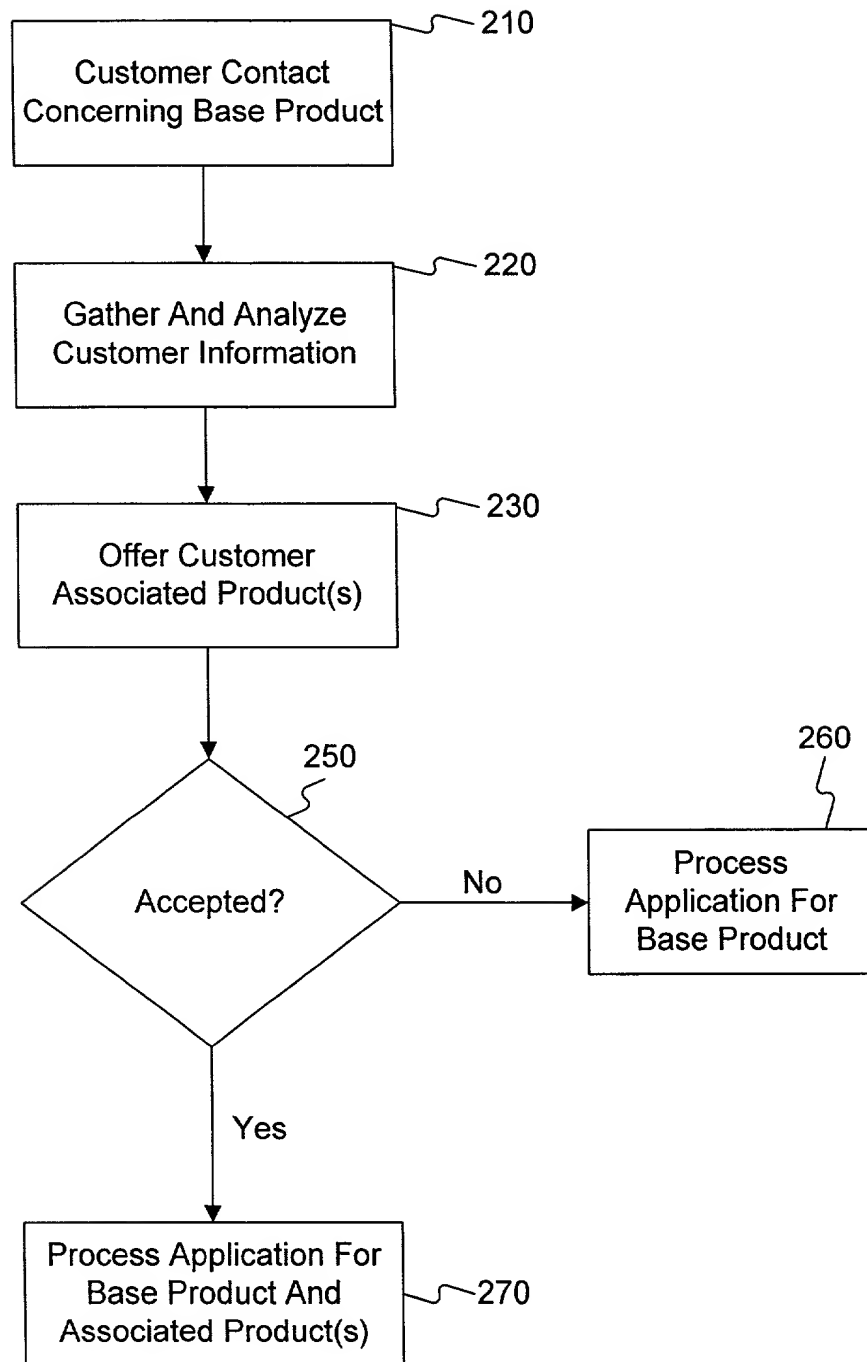 210
Customer Contact
Concerning Base Product
220
Gather And Analyze
Customer Information
230
Offer Customer
Associated Product(s)
250
Accepted?
No
260
Process
Application For
Base Product
Yes
Process Application For
Base Product And
Associated Product(s)
270